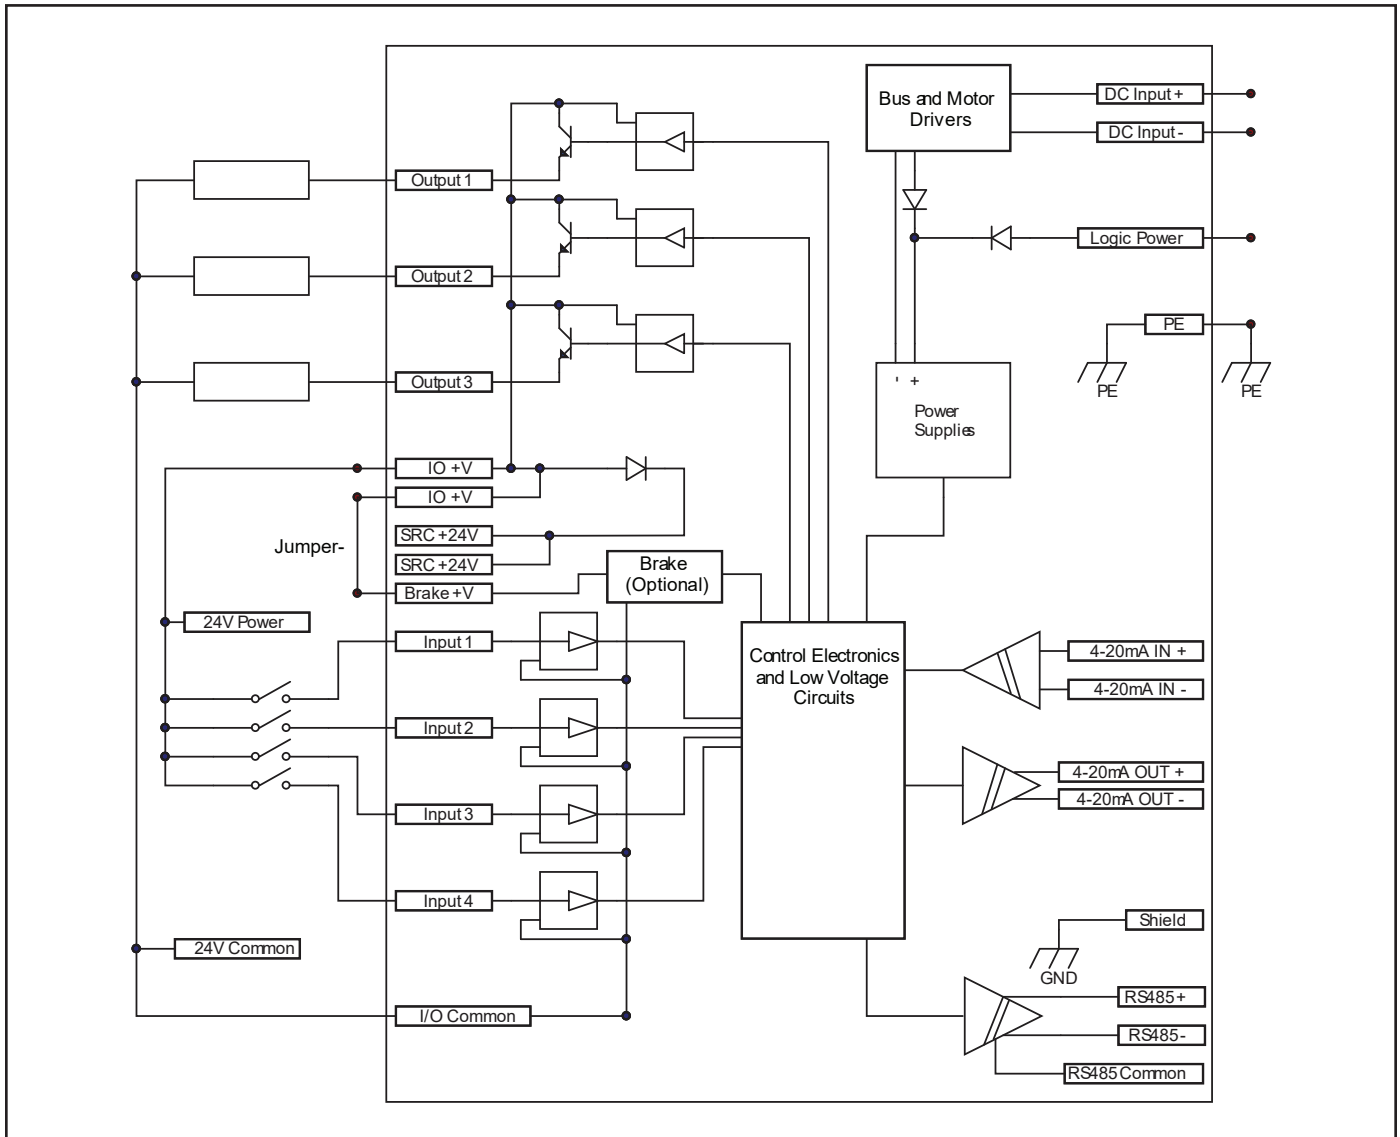 Bus and Motor
Drivers
DC Input +
DC Input -
Output 1
Logic Power
Output 2
PE
PE
PE
Output 3
- +
Power
Supplies
IO +V
IO +V
SRC +24V
Jumper-
SRC +24V
Brake +V
Brake
(Optional)
24V Power
Input 1
Control Electronics
and Low Voltage
Circuits
4-20mA IN +
4-20mA IN -
Input 2
4-20mA OUT +
4-20mA OUT -
Input 3
Input 4
Shield
24V Common
GND
RS485 +
I/O Common
RS485 -
RS485 Common